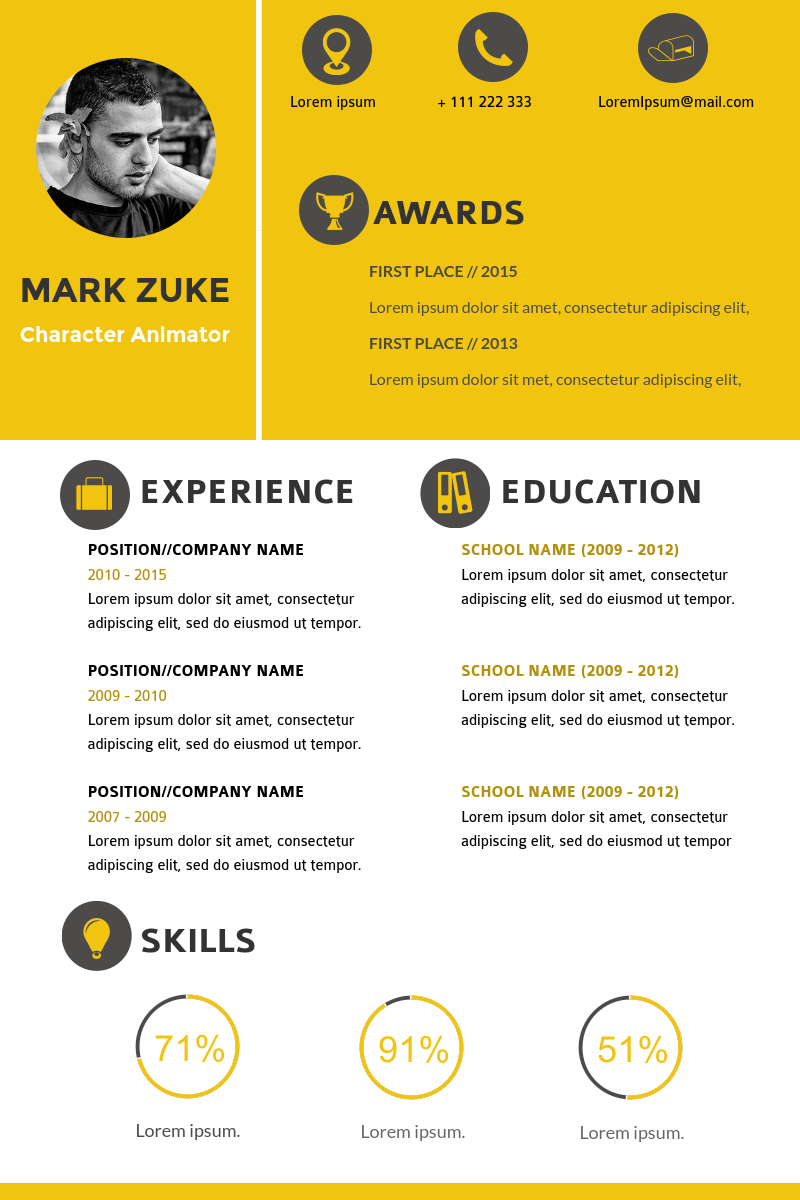 MARK ZUKE
Character Animator
Lorem ipsum
+ 111 222 333
LoremIpsum@mail.com
AWARDS
FIRST PLACE // 2015
Lorem ipsum dolor sit amet, consectetur adipiscing elit,
FIRST PLACE // 2013
Lorem ipsum dolor sit met, consectetur adipiscing elit,
EXPERIENCE
POSITION//COMPANY NAME
2010 - 2015
Lorem ipsum dolor sit amet, consectetur
adipiscing elit, sed do eiusmod ut tempor.
POSITION//COMPANY NAME
2009 - 2010
Lorem ipsum dolor sit amet, consectetur
adipiscing elit, sed do eiusmod ut tempor.
POSITION//COMPANY NAME
2007 - 2009
Lorem ipsum dolor sit amet, consectetur
adipiscing elit, sed do eiusmod ut tempor.
EDUCATION
SCHOOL NAME (2009 - 2012)
Lorem ipsum dolor sit amet, consectetur
adipiscing elit, sed do eiusmod ut tempor.
SCHOOL NAME (2009 - 2012)
Lorem ipsum dolor sit amet, consectetur
adipiscing elit, sed do eiusmod ut tempor.
SCHOOL NAME (2009 - 2012)
Lorem ipsum dolor sit amet, consectetur
adipiscing elit, sed do eiusmod ut tempor
SKILLS
71%
Lorem ipsum.
91%
Lorem ipsum.
51%
Lorem ipsum.